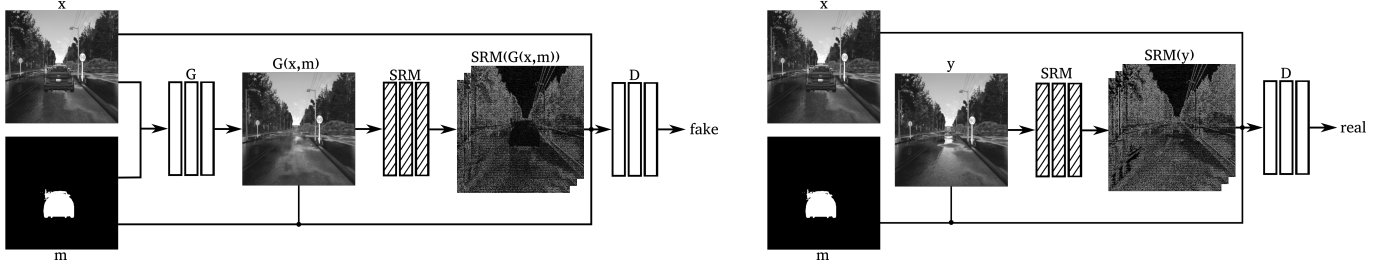 x
G
G(x,m)
SRM
SRM(G(x,m))
D
fake
m
x
y
SRM
SRM(y)
D
real
m